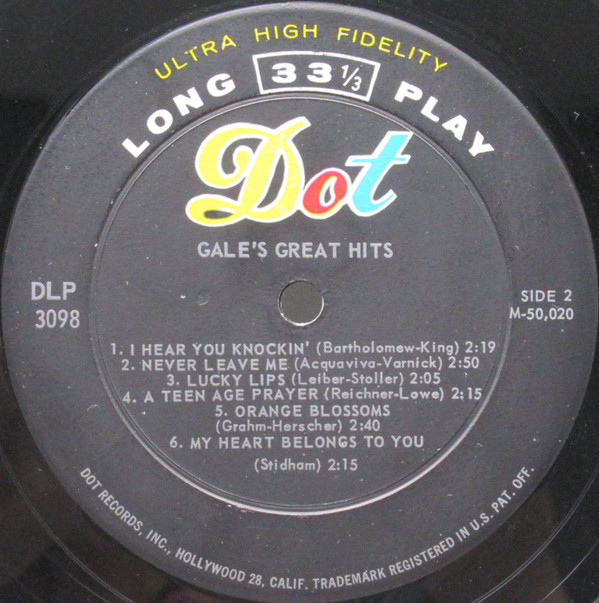 ULTRA HIGH FIDELITY
LONG 33 1/3 PLAY
Dot
GALE'S GREAT HITS
DLP
3098
SIDE 2
M-50,020
1. I HEAR YOU KNOCKIN' (Bartholomew-King) 2:19
2. NEVER LEAVE ME (Acquaviva-Varnick) 2:50
3. LUCKY LIPS (Leiber-Stoller) 2:05
4. A TEEN AGE PRAYER (Reichner-Lowe) 2:15
5. ORANGE BLOSSOMS
(Grahm-Herscher) 2:40
6. MY HEART BELONGS TO YOU
(Stidham) 2:15
DOT RECORDS, INC., HOLLYWOOD 28, CALIF. TRADEMARK REGISTERED IN U.S. PAT. OFF.